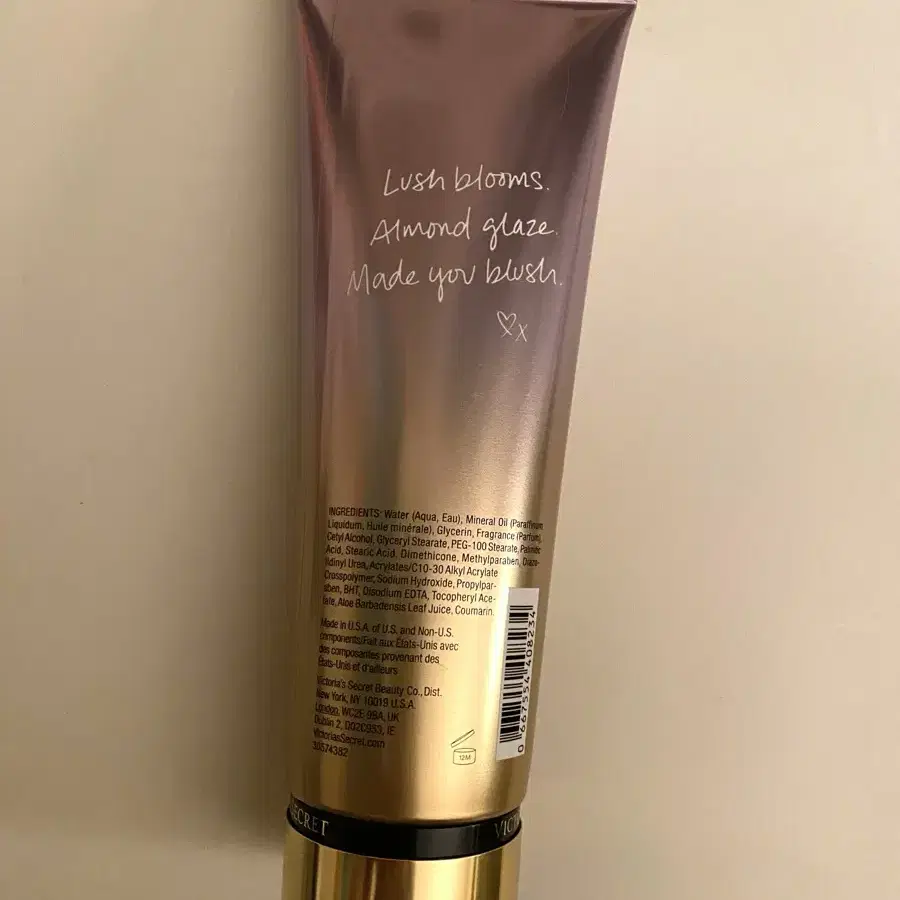 Lush blooms.
Almond glaze.
Made you blush.
x
INGREDIENTS: Water (Aqua, Eau), Mineral Oil (Paraffinum
Liquidum, Huile minérale), Glycerin, Fragrance (Parfum),
Cetyl Alcohol, Glyceryl Stearate, PEG-100 Stearate, Palmitic
Acid, Stearic Acid, Dimethicone, Methylparaben, Diazo-
lidinyl Urea, Acrylates/C10-30 Alkyl Acrylate
Crosspolymer, Sodium Hydroxide, Propylpar-
aben, BHT, Disodium EDTA, Tocopheryl Ace-
tate, Aloe Barbadensis Leaf Juice, Coumarin.
Made in U.S.A. of U.S. and Non-U.S.
components/Fait aux États-Unis avec
des composantes provenant des
États-Unis et d'ailleurs
Victoria's Secret Beauty Co., Dist.
New York, NY 10019 U.S.A.
London, WC2E 9BA, UK
Dublin 2, IE
VictoriasSecret.com
30574382
12M
0 667554 408234
SECRET
VICT